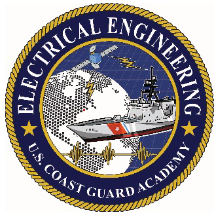 ELECTRICAL ENGINEERING
U.S. COAST GUARD ACADEMY